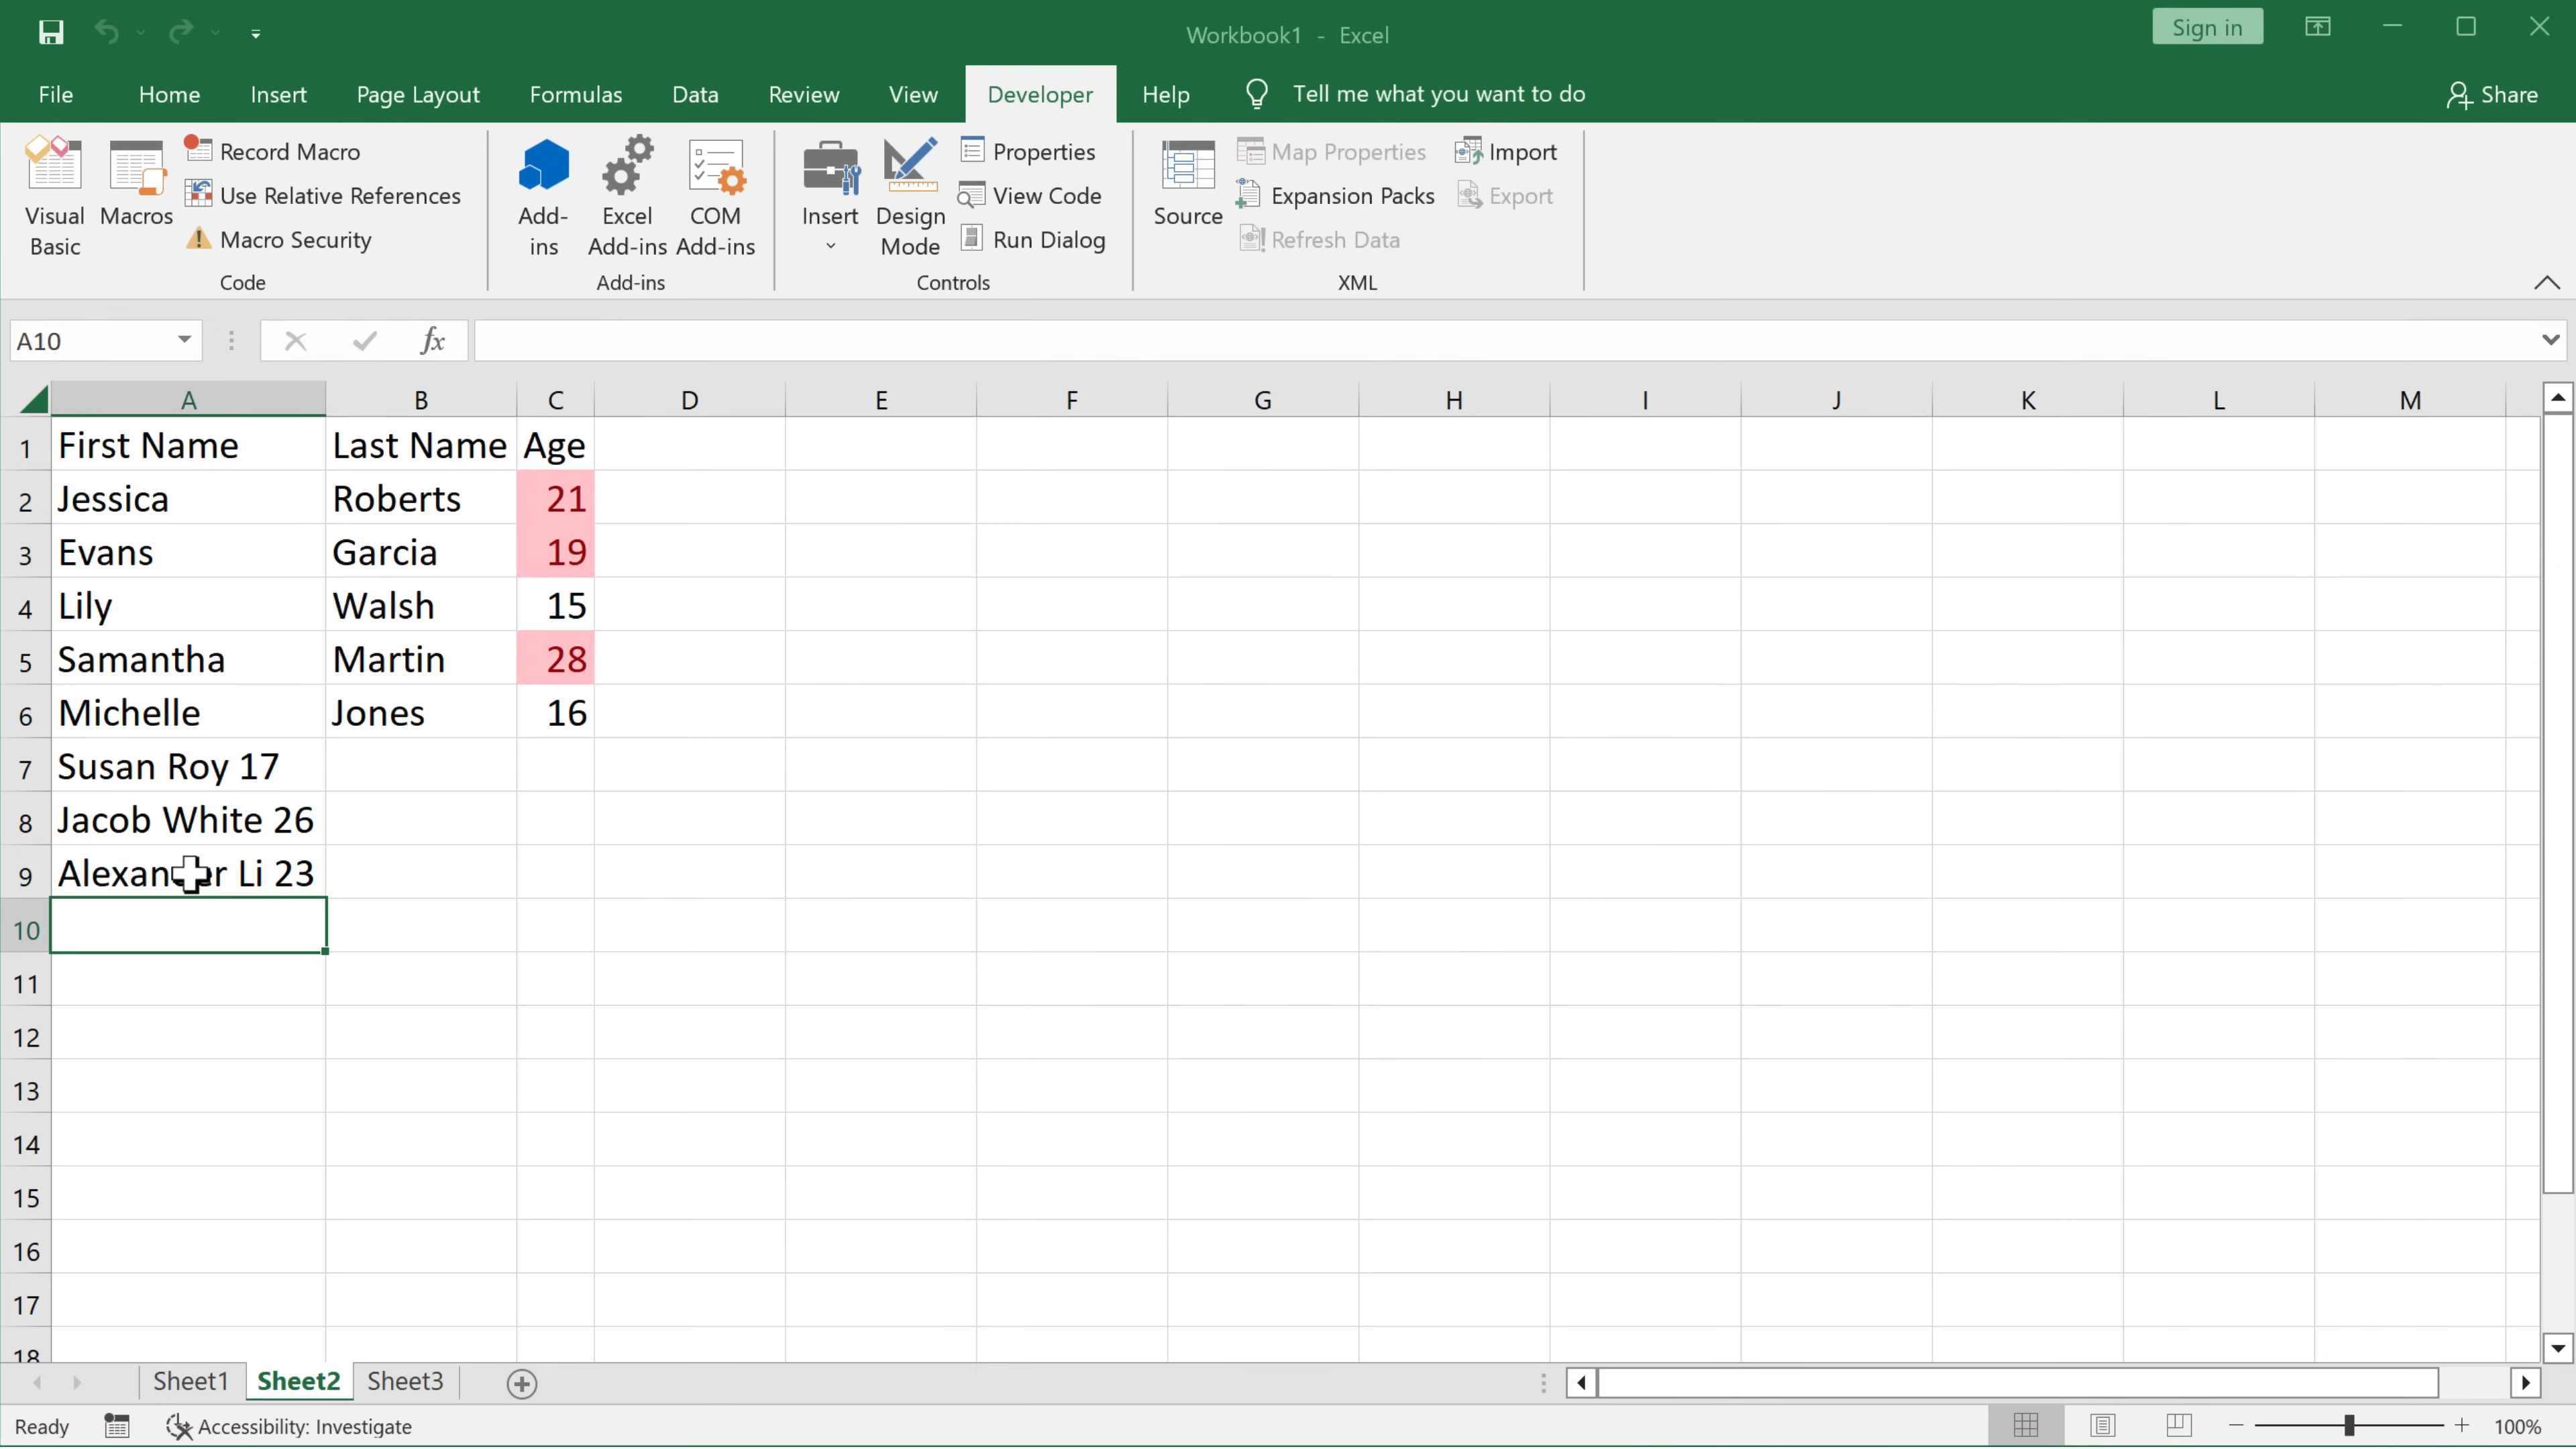 Workbook1 - Excel
Sign in
File Home Insert Page Layout Formulas Data Review View Developer Help Tell me what you want to do Share
Visual Basic
Macros
Record Macro
Use Relative References
Macro Security
Code
Add-ins
Excel Add-ins
COM Add-ins
Add-ins
Insert
Design Mode
Properties
View Code
Run Dialog
Controls
Source
Map Properties
Expansion Packs
Refresh Data
Import
Export
XML
A10 fx
A B C D E F G H I J K L M
1 First Name Last Name Age
2 Jessica Roberts 21
3 Evans Garcia 19
4 Lily Walsh 15
5 Samantha Martin 28
6 Michelle Jones 16
7 Susan Roy 17
8 Jacob White 26
9 Alexander Li 23
10
11
12
13
14
15
16
17
18
Sheet1 Sheet2 Sheet3
Ready Accessibility: Investigate 100%